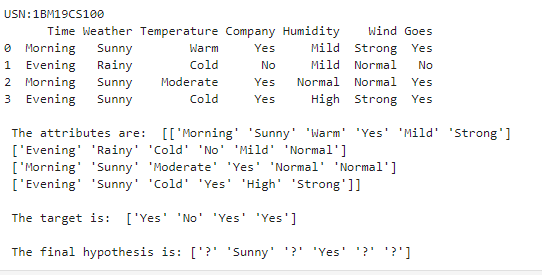 USN:1BM19CS100
Time Weather Temperature Company Humidity Wind Goes
0 Morning Sunny Warm Yes Mild Strong Yes
1 Evening Rainy Cold No Mild Normal No
2 Morning Sunny Moderate Yes Normal Normal Yes
3 Evening Sunny Cold Yes High Strong Yes
The attributes are: [['Morning' 'Sunny' 'Warm' 'Yes' 'Mild' 'Strong']
['Evening' 'Rainy' 'Cold' 'No' 'Mild' 'Normal']
['Morning' 'Sunny' 'Moderate' 'Yes' 'Normal' 'Normal']
['Evening' 'Sunny' 'Cold' 'Yes' 'High' 'Strong']]
The target is: ['Yes' 'No' 'Yes' 'Yes']
The final hypothesis is: ['?' 'Sunny' '?' 'Yes' '?' '?']